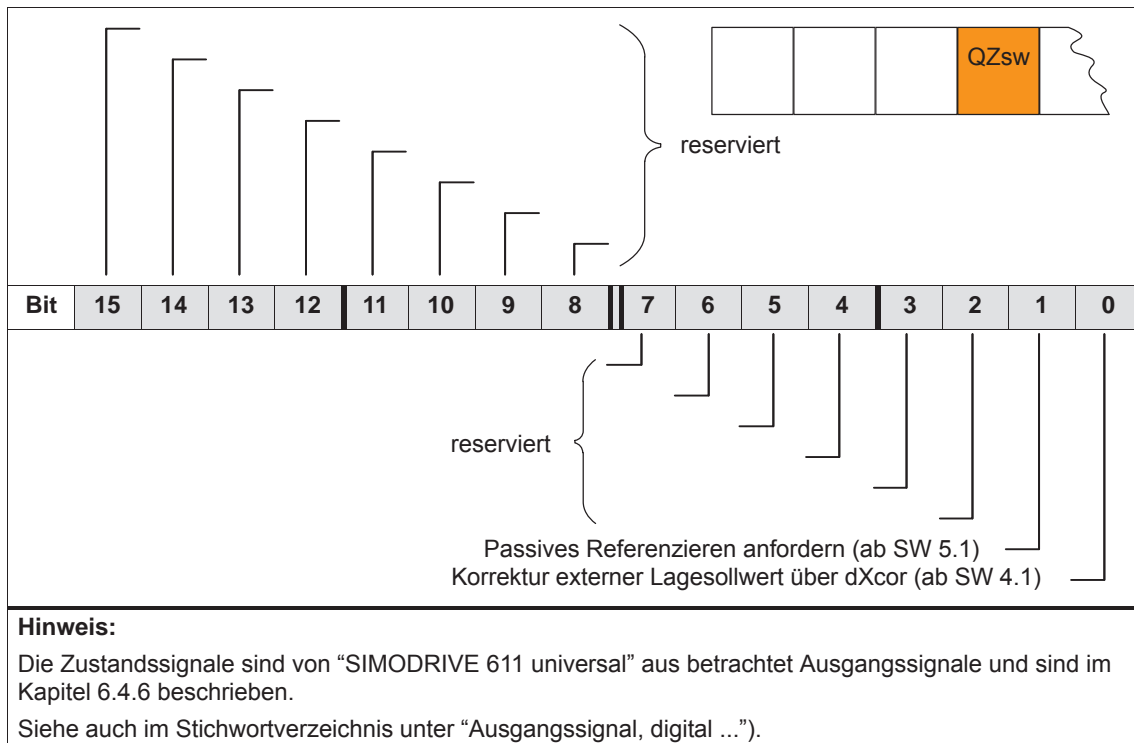 QZsw
reserviert
Bit 15 14 13 12 11 10 9 8 7 6 5 4 3 2 1 0
reserviert
Passives Referenzieren anfordern (ab SW 5.1)
Korrektur externer Lagesollwert über dXcor (ab SW 4.1)
Hinweis:
Die Zustandssignale sind von “SIMODRIVE 611 universal” aus betrachtet Ausgangssignale und sind im
Kapitel 6.4.6 beschrieben.
Siehe auch im Stichwortverzeichnis unter “Ausgangssignal, digital ...”).